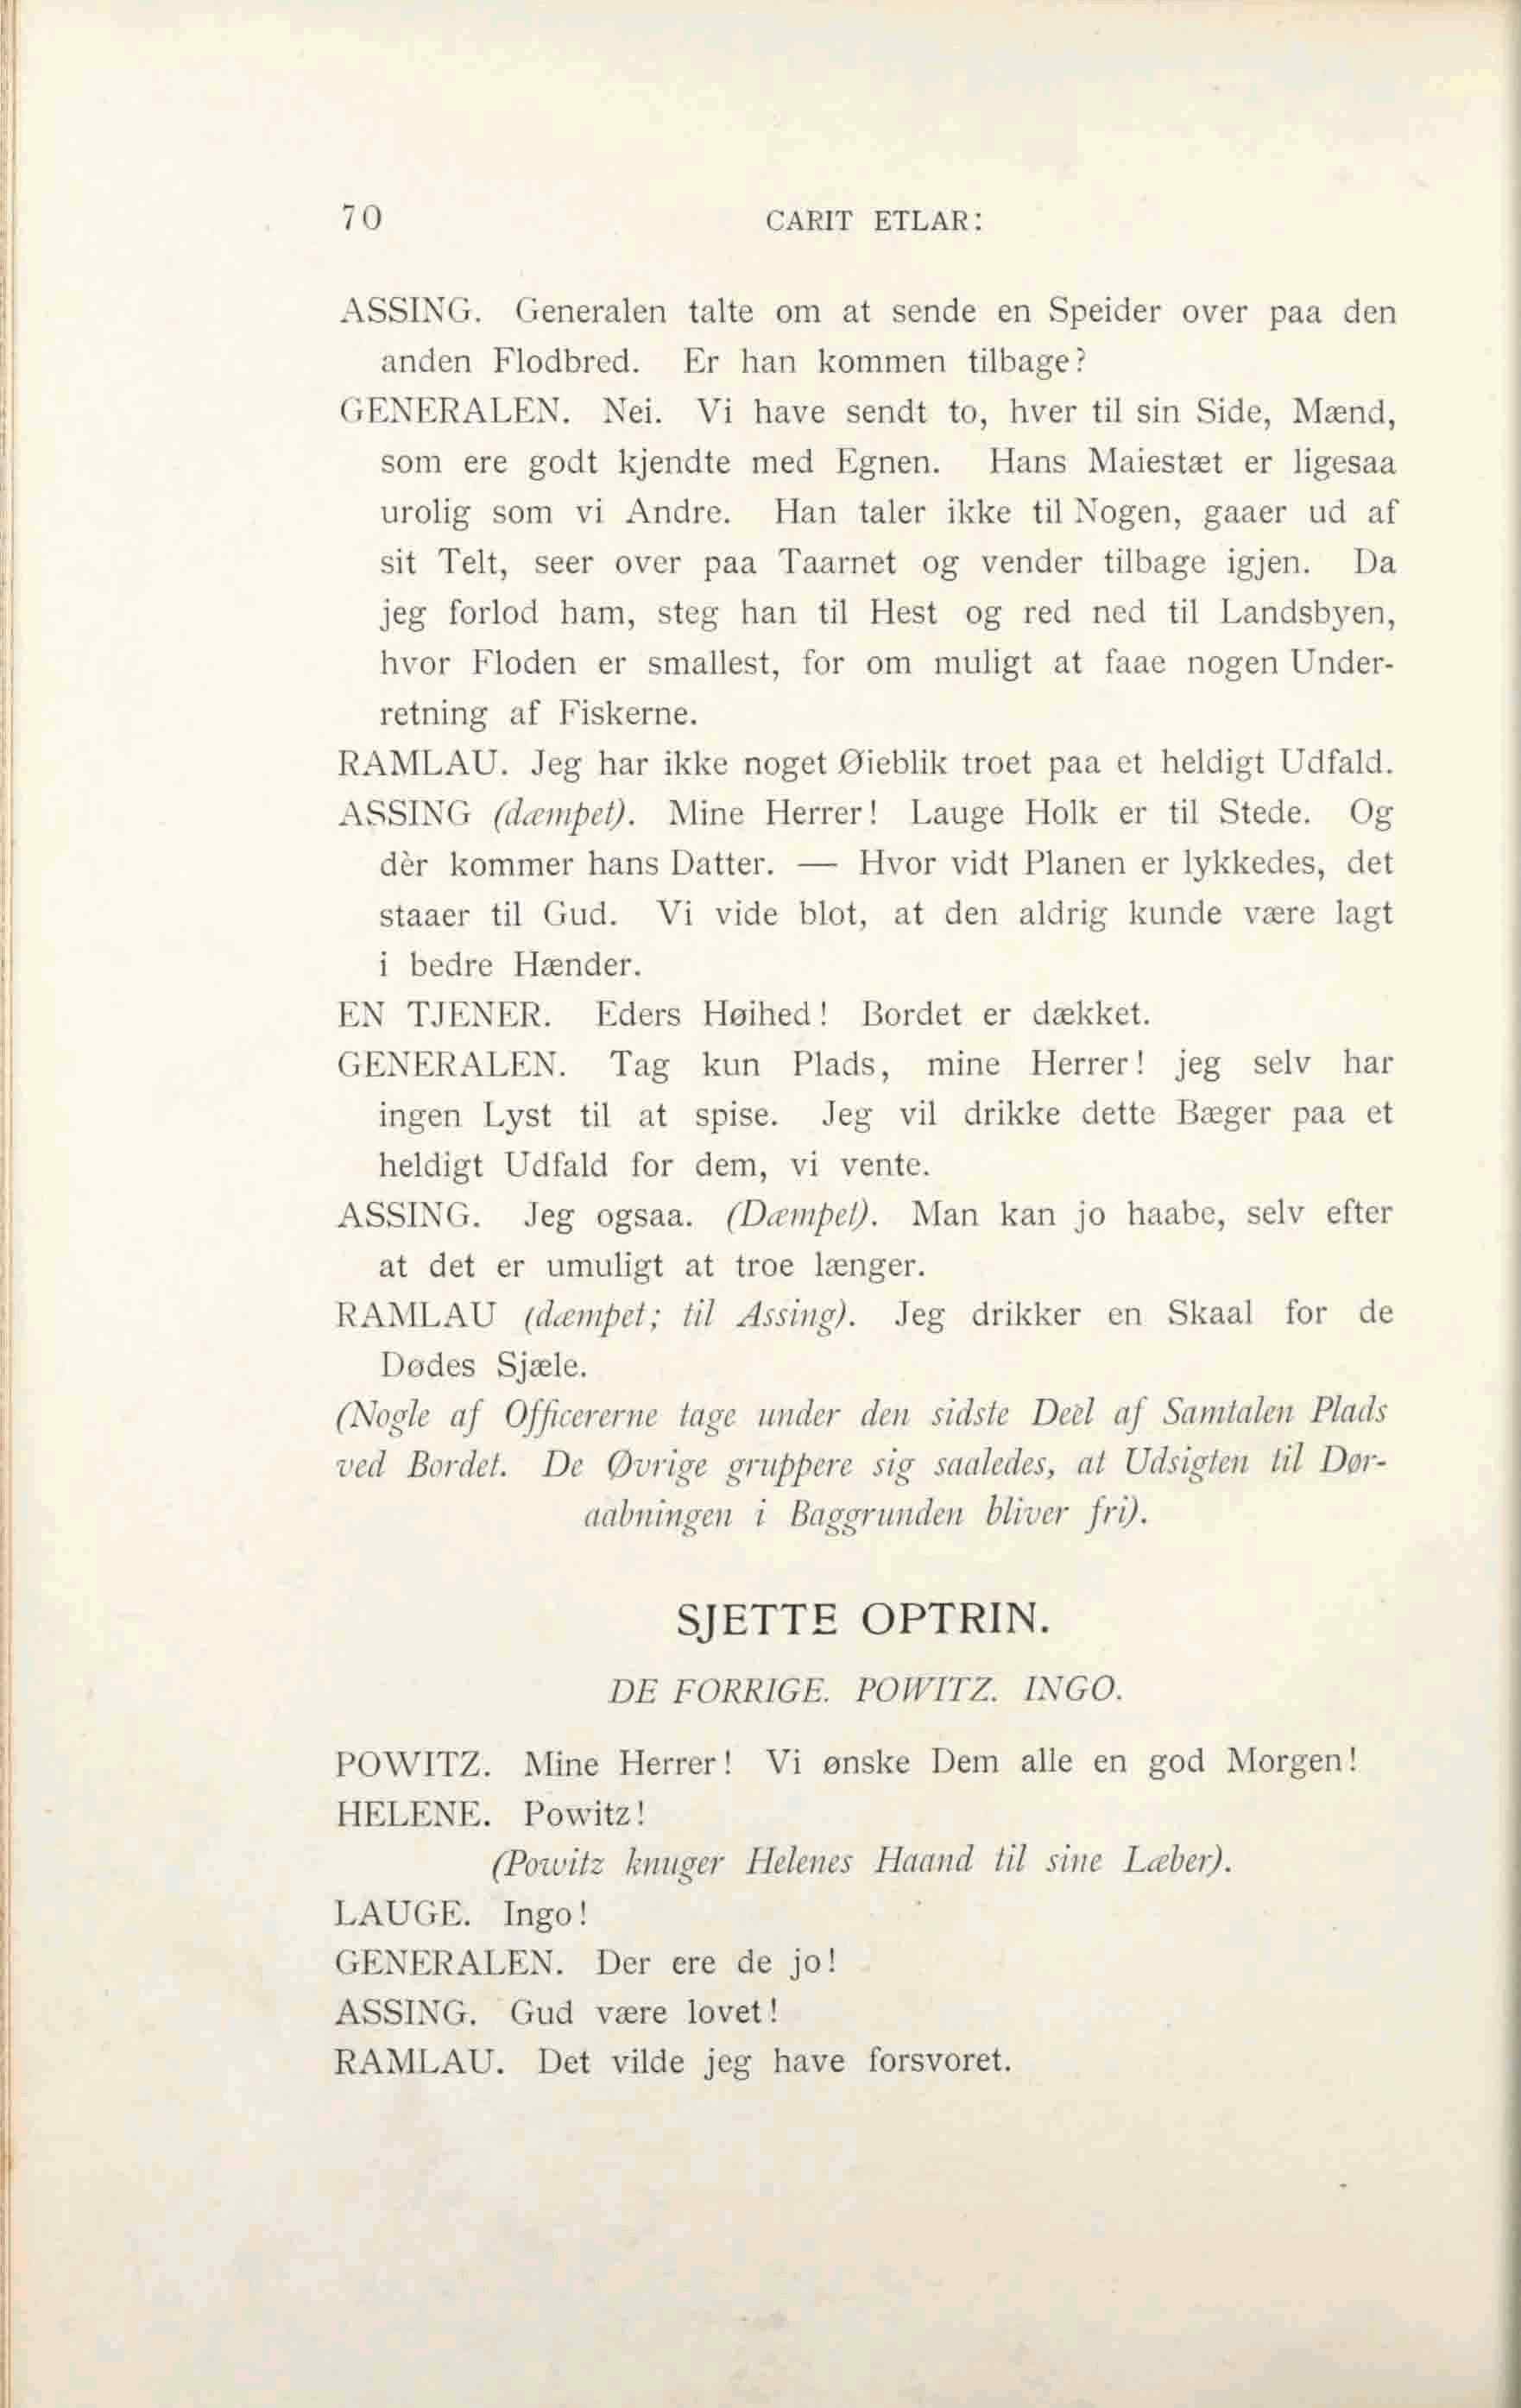 70
CARIT ETLAR:
ASSING. Generalen talte om at sende en Speider over paa den
anden Flodbred. Er han kommen tilbage?
GENERALEN. Nei. Vi have sendt to, hver til sin Side, Mænd,
som ere godt kjendte med Egnen. Hans Maiestæt er ligesaa
urolig som vi Andre. Han taler ikke til Nogen, gaaer ud af
sit Telt, seer over paa Taarnet og vender tilbage igjen. Da
jeg forlod ham, steg han til Hest og red ned til Landsbyen,
hvor Floden er smallest, for om muligt at faae nogen Under-
retning af Fiskerne.
RAMLAU. Jeg har ikke noget Øieblik troet paa et heldigt Udfald.
ASSING (dæmpet). Mine Herrer! Lauge Holk er til Stede. Og
dèr kommer hans Datter. — Hvor vidt Planen er lykkedes, det
staaer til Gud. Vi vide blot, at den aldrig kunde være lagt
i bedre Hænder.
EN TJENER. Eders Høihed! Bordet er dækket.
GENERALEN. Tag kun Plads, mine Herrer! jeg selv har
ingen Lyst til at spise. Jeg vil drikke dette Bæger paa et
heldigt Udfald for dem, vi vente.
ASSING. Jeg ogsaa. (Dæmpet). Man kan jo haabe, selv efter
at det er umuligt at troe længer.
RAMLAU (dæmpet; til Assing). Jeg drikker en Skaal for de
Dødes Sjæle.
(Nogle af Officererne tage under den sidste Deel af Samtalen Plads
ved Bordet. De Øvrige gruppere sig saaledes, at Udsigten til Dør-
aabningen i Baggrunden bliver fri).
SJETTE OPTRIN.
DE FORRIGE. POWITZ. INGO.
POWITZ. Mine Herrer! Vi ønske Dem alle en god Morgen!
HELENE. Powitz!
(Powitz knuger Helenes Haand til sine Læber).
LAUGE. Ingo!
GENERALEN. Der ere de jo!
ASSING. Gud være lovet!
RAMLAU. Det vilde jeg have forsvoret.